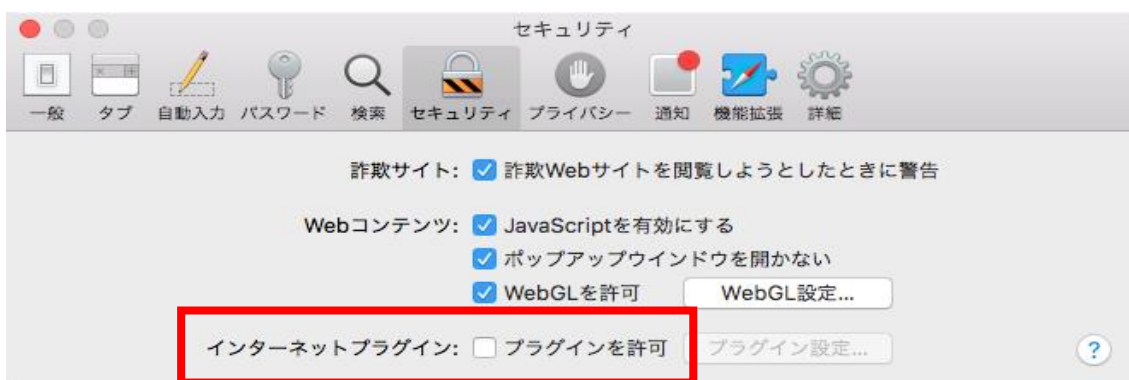 セキュリティ
一般 タブ 自動入力 パスワード 検索 セキュリティ プライバシー 通知 機能拡張 詳細
詐欺サイト: 詐欺Webサイトを閲覧しようとしたときに警告
Webコンテンツ: JavaScriptを有効にする
ポップアップウインドウを開かない
WebGLを許可 WebGL設定...
インターネットプラグイン: プラグインを許可 プラグイン設定... ?